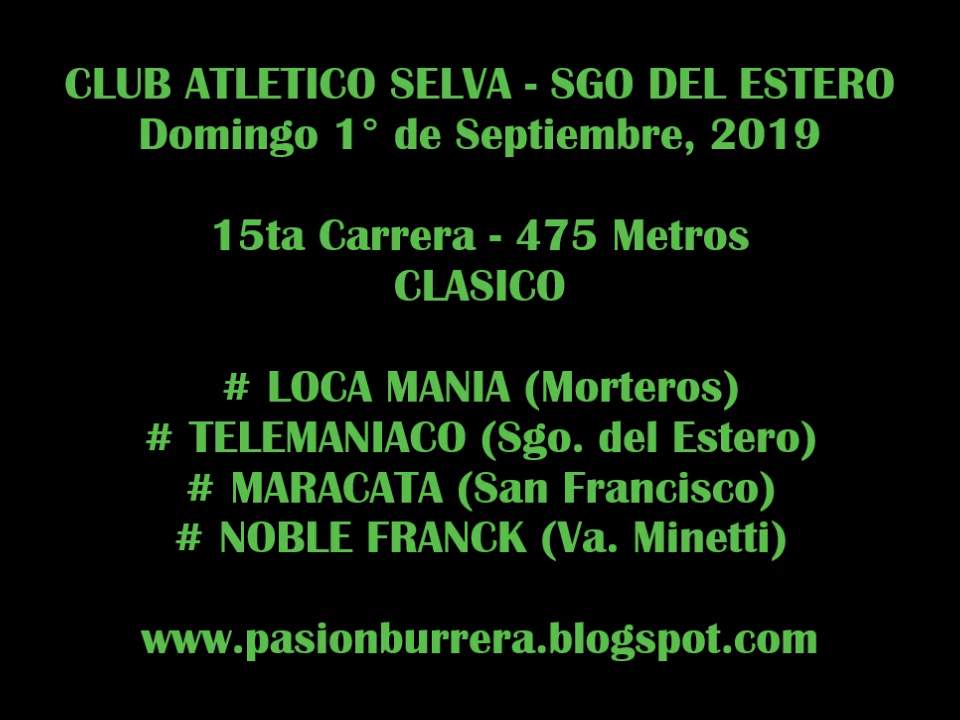 CLUB ATLETICO SELVA - SGO DEL ESTERO
Domingo 1° de Septiembre, 2019
15ta Carrera - 475 Metros
CLASICO
# LOCA MANIA (Morteros)
# TELEMANIACO (Sgo. del Estero)
# MARACATA (San Francisco)
# NOBLE FRANCK (Va. Minetti)
www.pasionburrera.blogspot.com